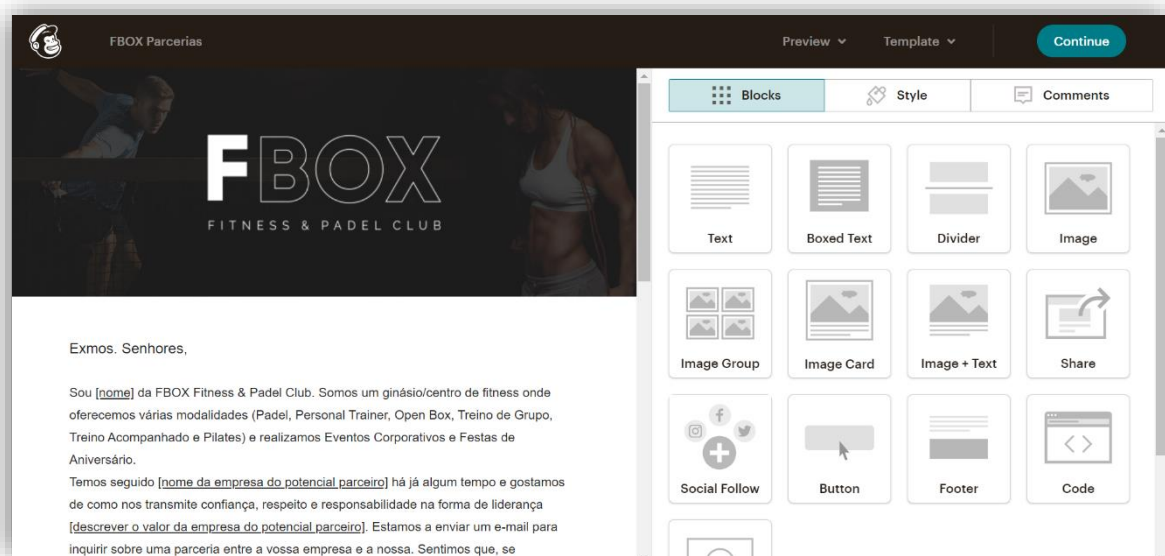 FBOX Parcerias
Preview
Template
Continue
FBOX
FITNESS & PADEL CLUB
Blocks
Style
Comments
Text
Boxed Text
Divider
Image
Image Group
Image Card
Image + Text
Share
Social Follow
Button
Footer
Code
Exmos. Senhores,
Sou [nome] da FBOX Fitness & Padel Club. Somos um ginásio/centro de fitness onde
oferecemos várias modalidades (Padel, Personal Trainer, Open Box, Treino de Grupo,
Treino Acompanhado e Pilates) e realizamos Eventos Corporativos e Festas de
Aniversário.
Temos seguido [nome da empresa do potencial parceiro] há já algum tempo e gostamos
de como nos transmite confiança, respeito e responsabilidade na forma de liderança
[descrever o valor da empresa do potencial parceiro]. Estamos a enviar um e-mail para
inquirir sobre uma parceria entre a vossa empresa e a nossa. Sentimos que, se